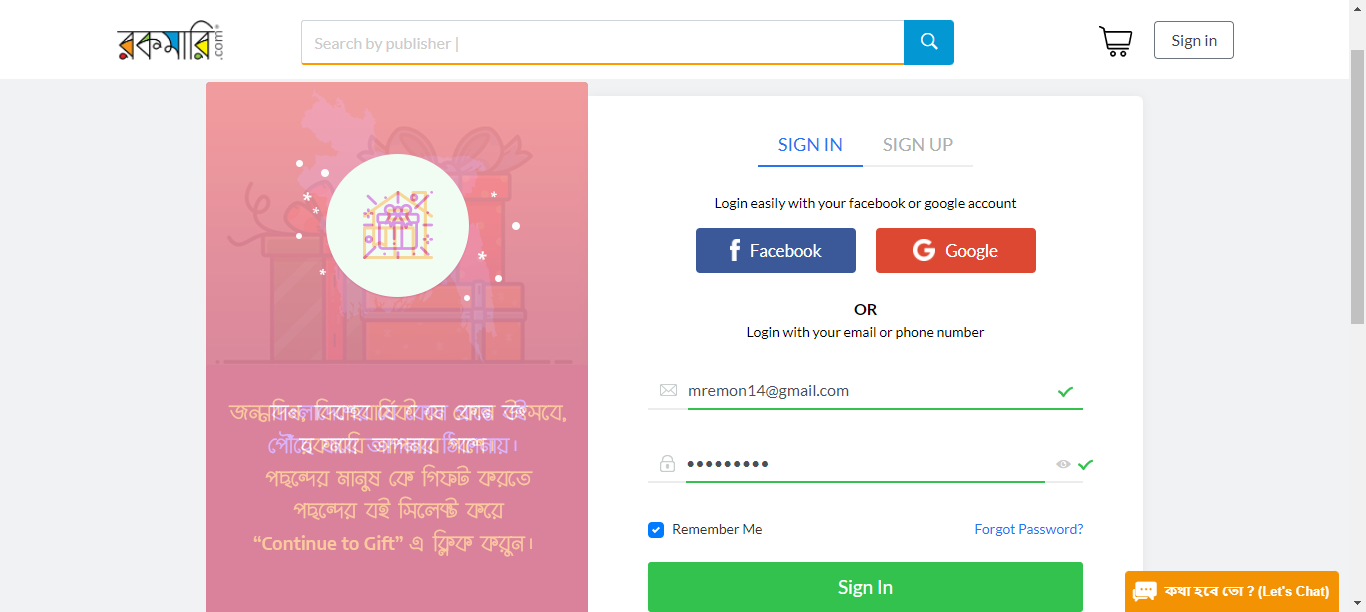 রকমারি.com
Search by publisher |
Sign in
SIGN IN
SIGN UP
Login easily with your facebook or google account
Facebook
Google
OR
Login with your email or phone number
mremon14@gmail.com
Remember Me
Forgot Password?
Sign In
পছন্দের মানুষ কে গিফট করতে
পছন্দের বই সিলেক্ট করে
“Continue to Gift” এ ক্লিক করুন।
কথা হবে তো ? (Let's Chat)